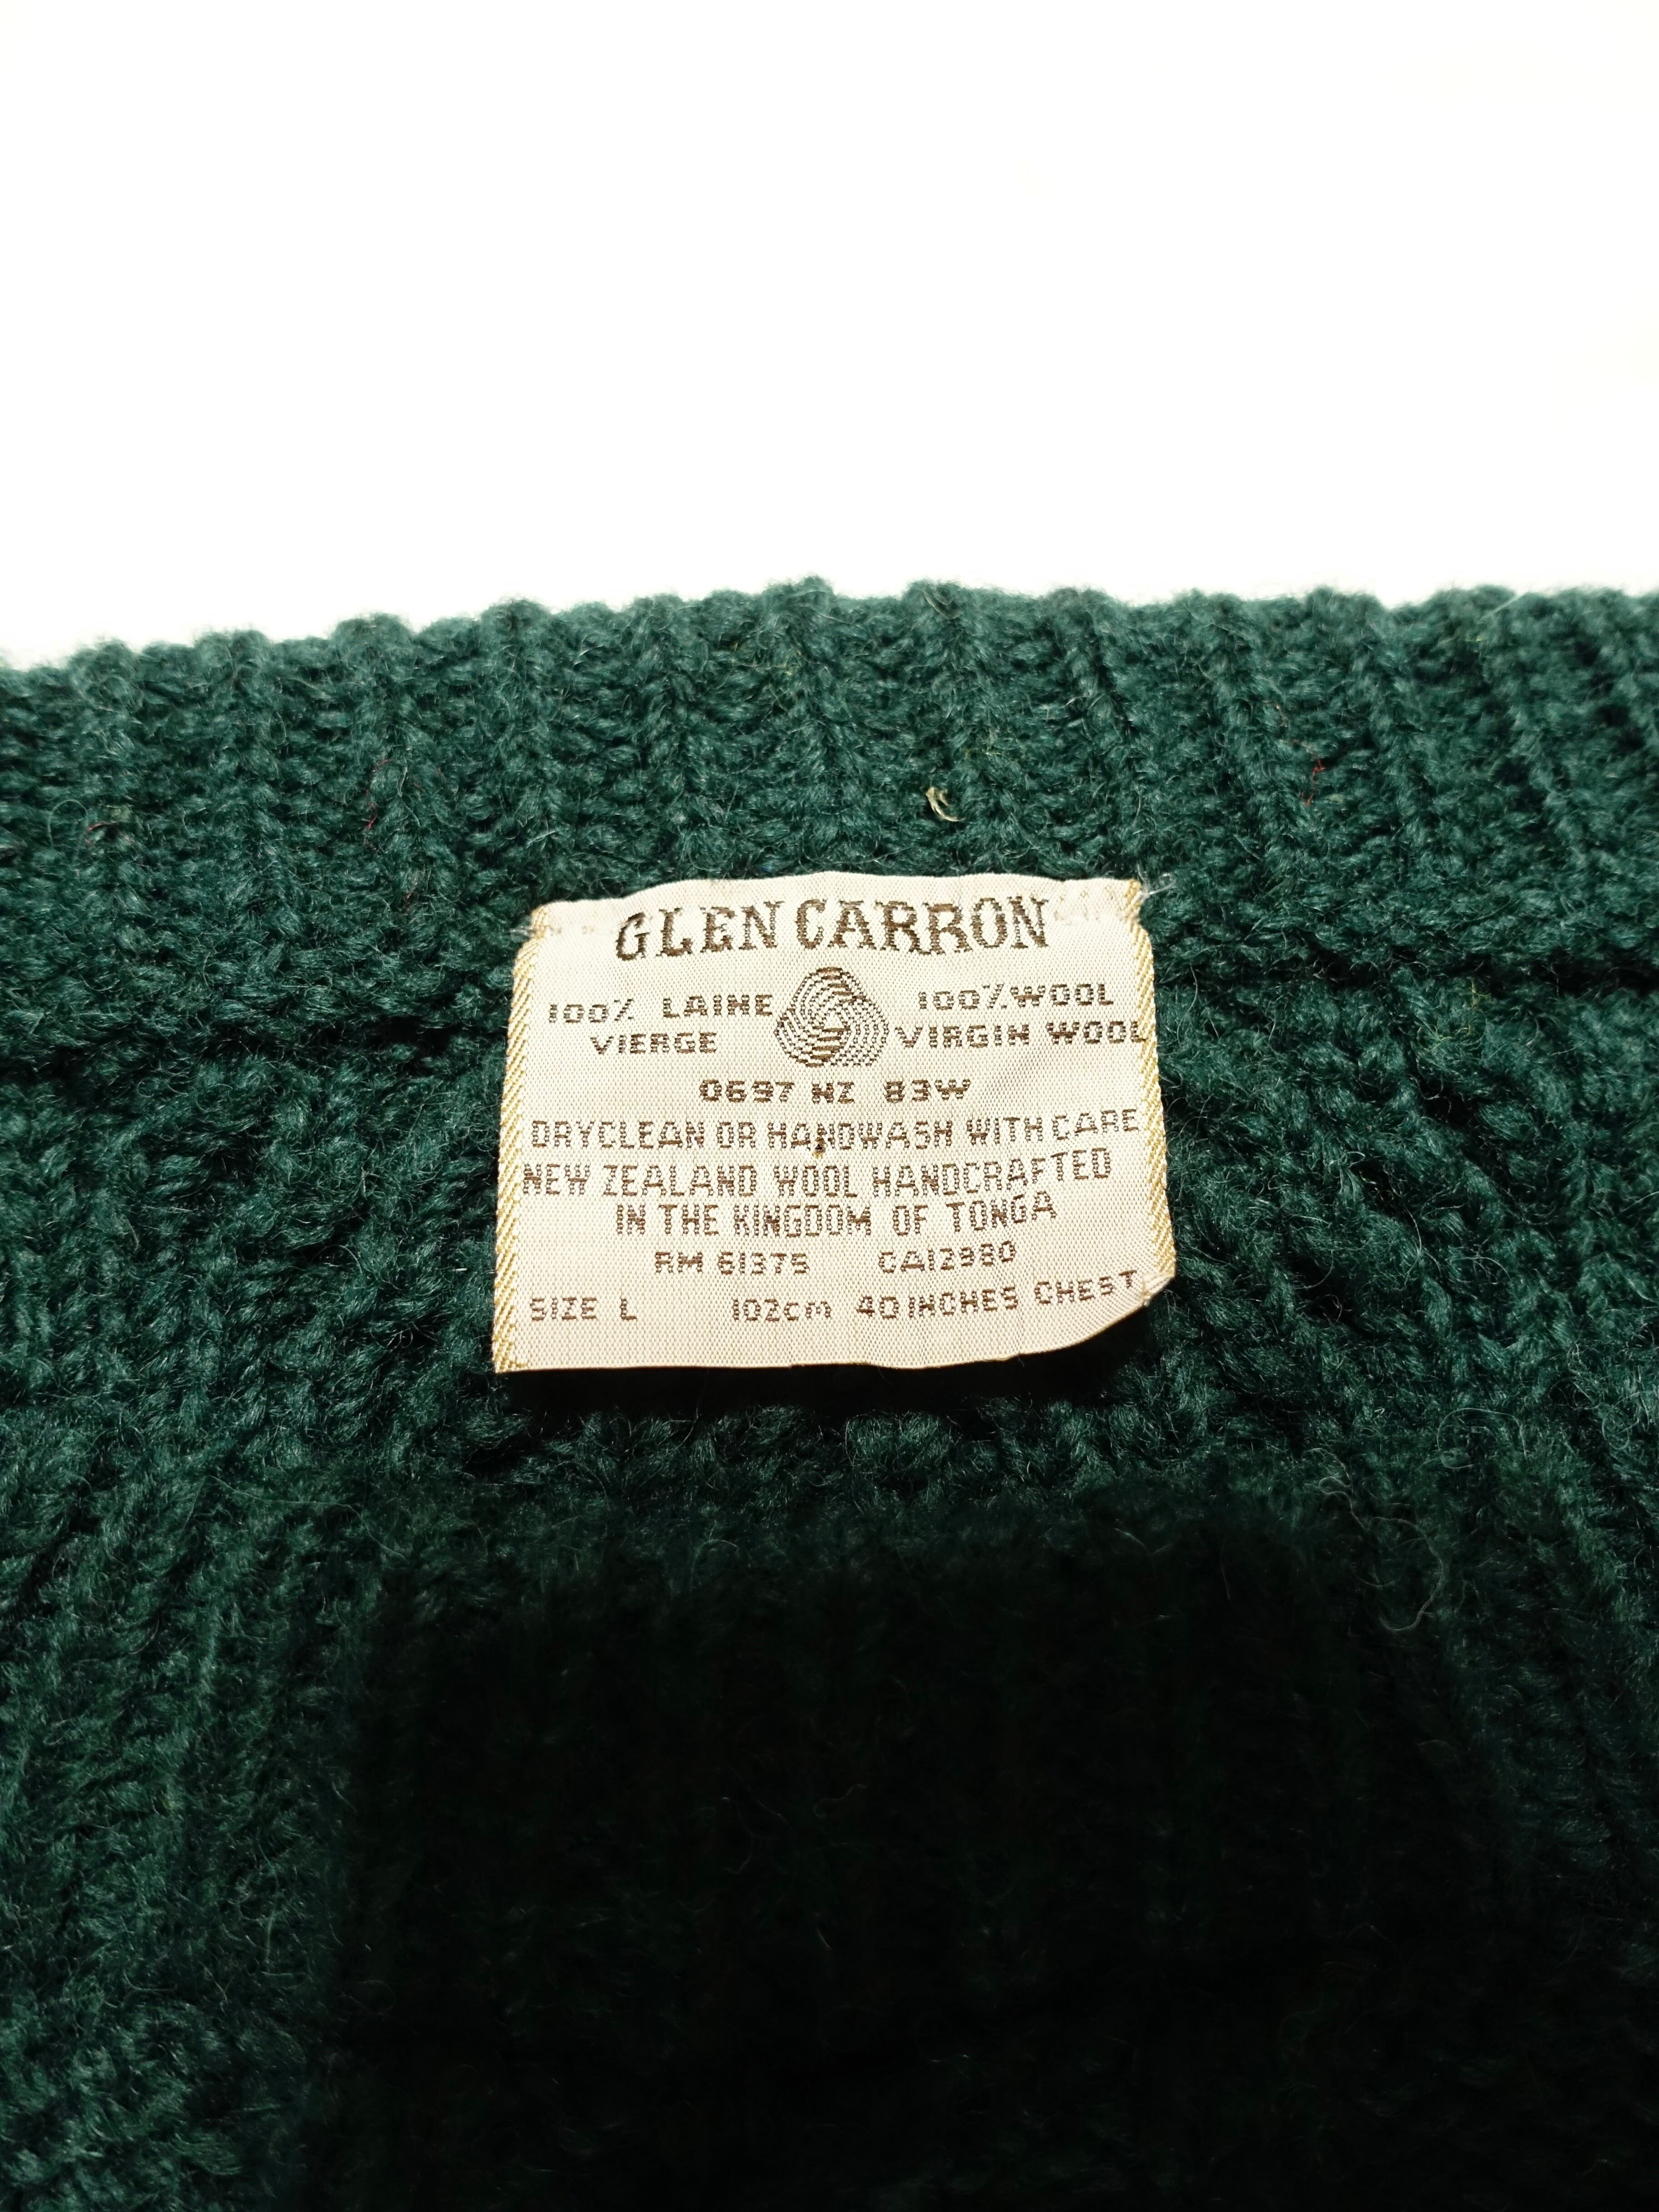 GLEN CARRON
100% LAINE 100% WOOL
VIERGE VIRGIN WOOL
0697 NZ 83W
DRYCLEAN OR HANDWASH WITH CARE
NEW ZEALAND WOOL HANDCRAFTED
IN THE KINGDOM OF TONGA
RM 61375 CA12980
SIZE L 102cm 40 INCHES CHEST